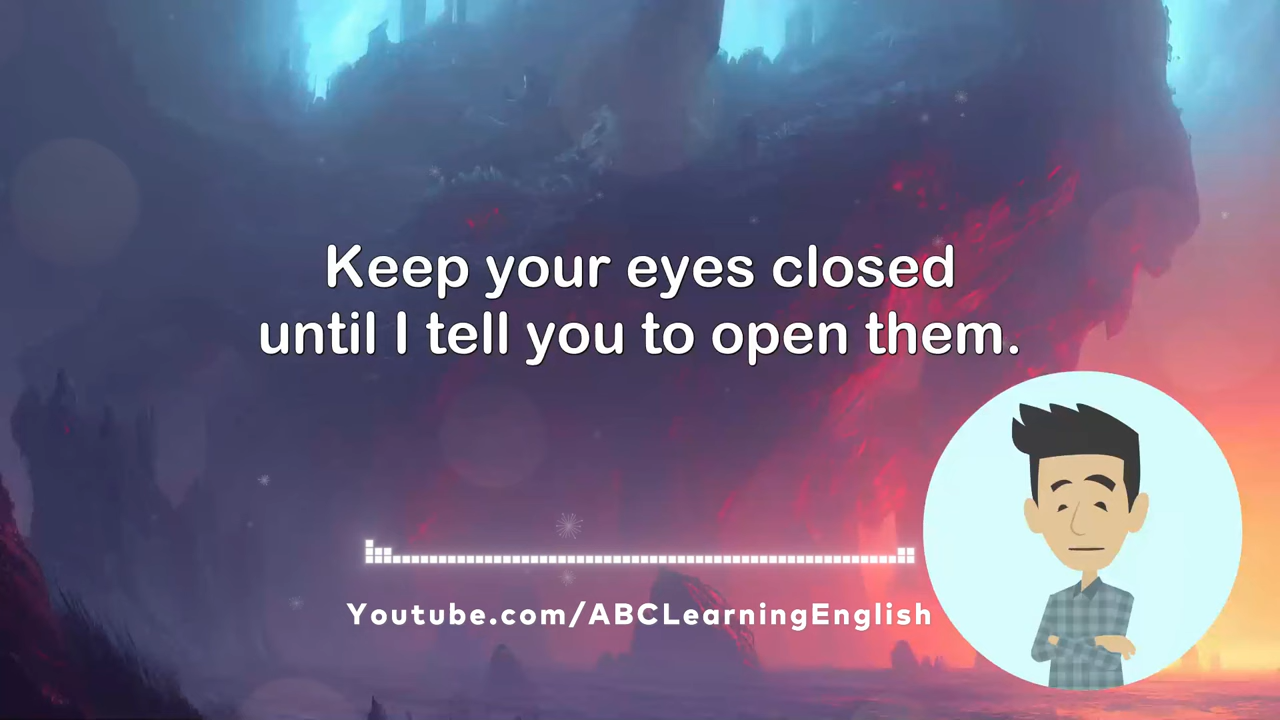 Keep your eyes closed
until I tell you to open them.
Youtube.com/ABCLearningEnglish